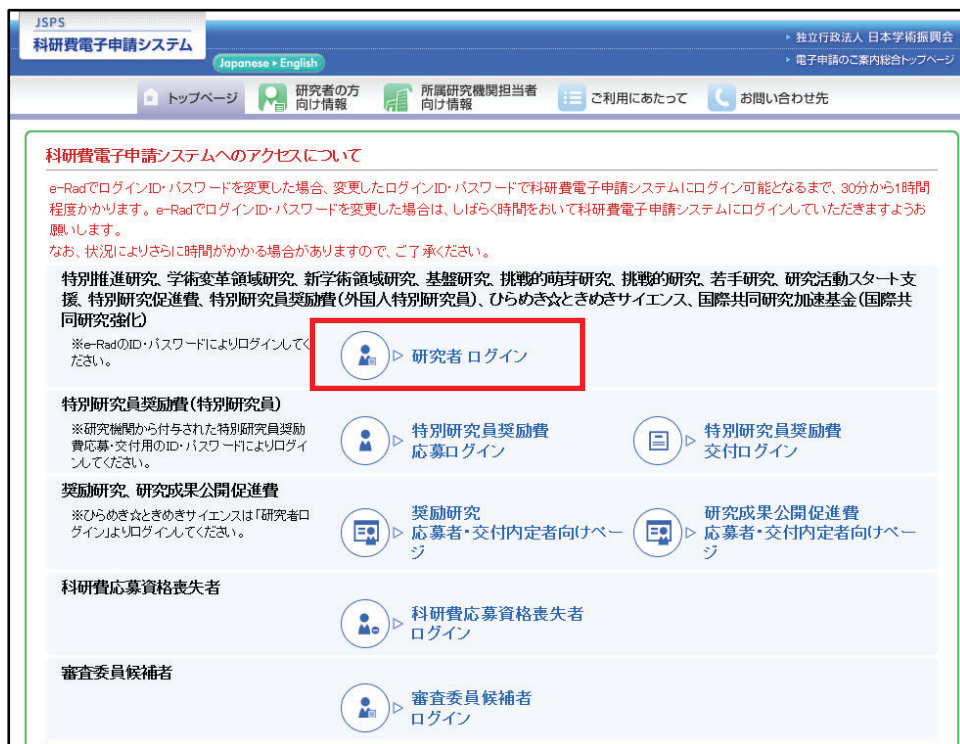 JSPS
科研費電子申請システム
Japanese ▸ English
▸ 独立行政法人 日本学術振興会
▸ 電子申請のご案内総合トップページ
トップページ
研究者の方
向け情報
所属研究機関担当者
向け情報
ご利用にあたって
お問い合わせ先
科研費電子申請システムへのアクセスについて
e-RadでログインID・パスワードを変更した場合、変更したログインID・パスワードで科研費電子申請システムにログイン可能となるまで、30分から1時間
程度かかります。e-RadでログインID・パスワードを変更した場合は、しばらく時間をおいて科研費電子申請システムにログインしていただきますようお
願いします。
なお、状況によりさらに時間がかかる場合がありますので、ご了承ください。
特別推進研究、学術変革領域研究、新学術領域研究、基盤研究、挑戦的萌芽研究、挑戦的研究、若手研究、研究活動スタート支
援、特別研究促進費、特別研究員奨励費(外国人特別研究員)、ひらめき☆ときめきサイエンス、国際共同研究加速基金(国際共
同研究強化)
※e-RadのID・パスワードによりログインしてく
ださい。
研究者 ログイン
特別研究員奨励費(特別研究員)
※研究機関から付与された特別研究員奨励
費応募・交付用のID・パスワードによりログイ
ンしてください。
特別研究員奨励費
応募ログイン
特別研究員奨励費
交付ログイン
奨励研究、研究成果公開促進費
※ひらめき☆ときめきサイエンスは「研究者ロ
グイン」よりログインしてください。
奨励研究
応募者・交付内定者向けペー
ジ
研究成果公開促進費
応募者・交付内定者向けペー
ジ
科研費応募資格喪失者
科研費応募資格喪失者
ログイン
審査委員候補者
審査委員候補者
ログイン